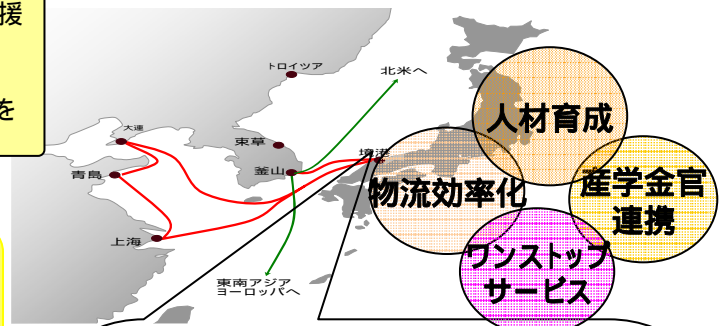 援
を
トロイツア
北米へ
大連
束草
境港
青島
釜山
上海
東南アジア
ヨーロッパへ
人材育成
物流効率化
産学金官
連携
ワンストップ
サービス